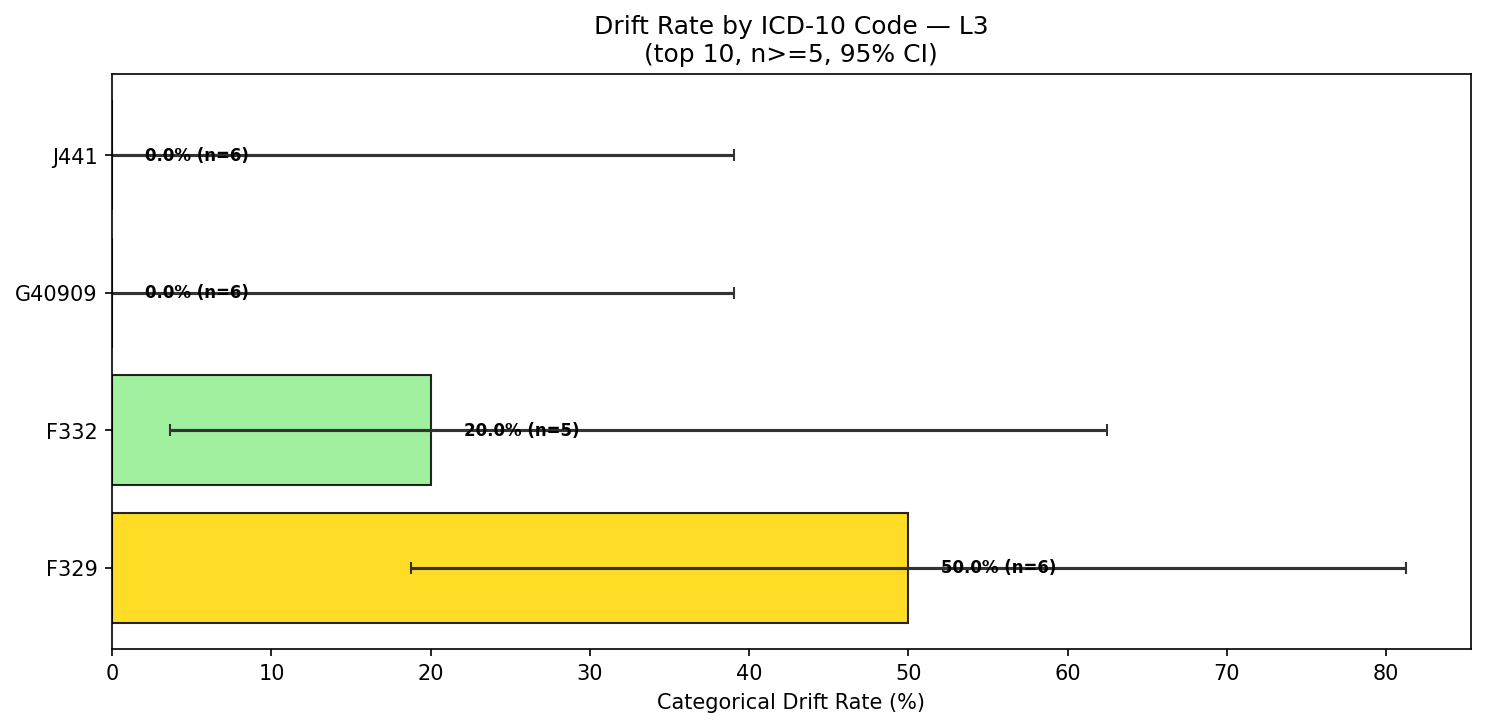 Drift Rate by ICD-10 Code — L3
(top 10, n>=5, 95% CI)
J441
0.0% (n=6)
G40909
0.0% (n=6)
F332
20.0% (n=5)
F329
50.0% (n=6)
0 10 20 30 40 50 60 70 80
Categorical Drift Rate (%)